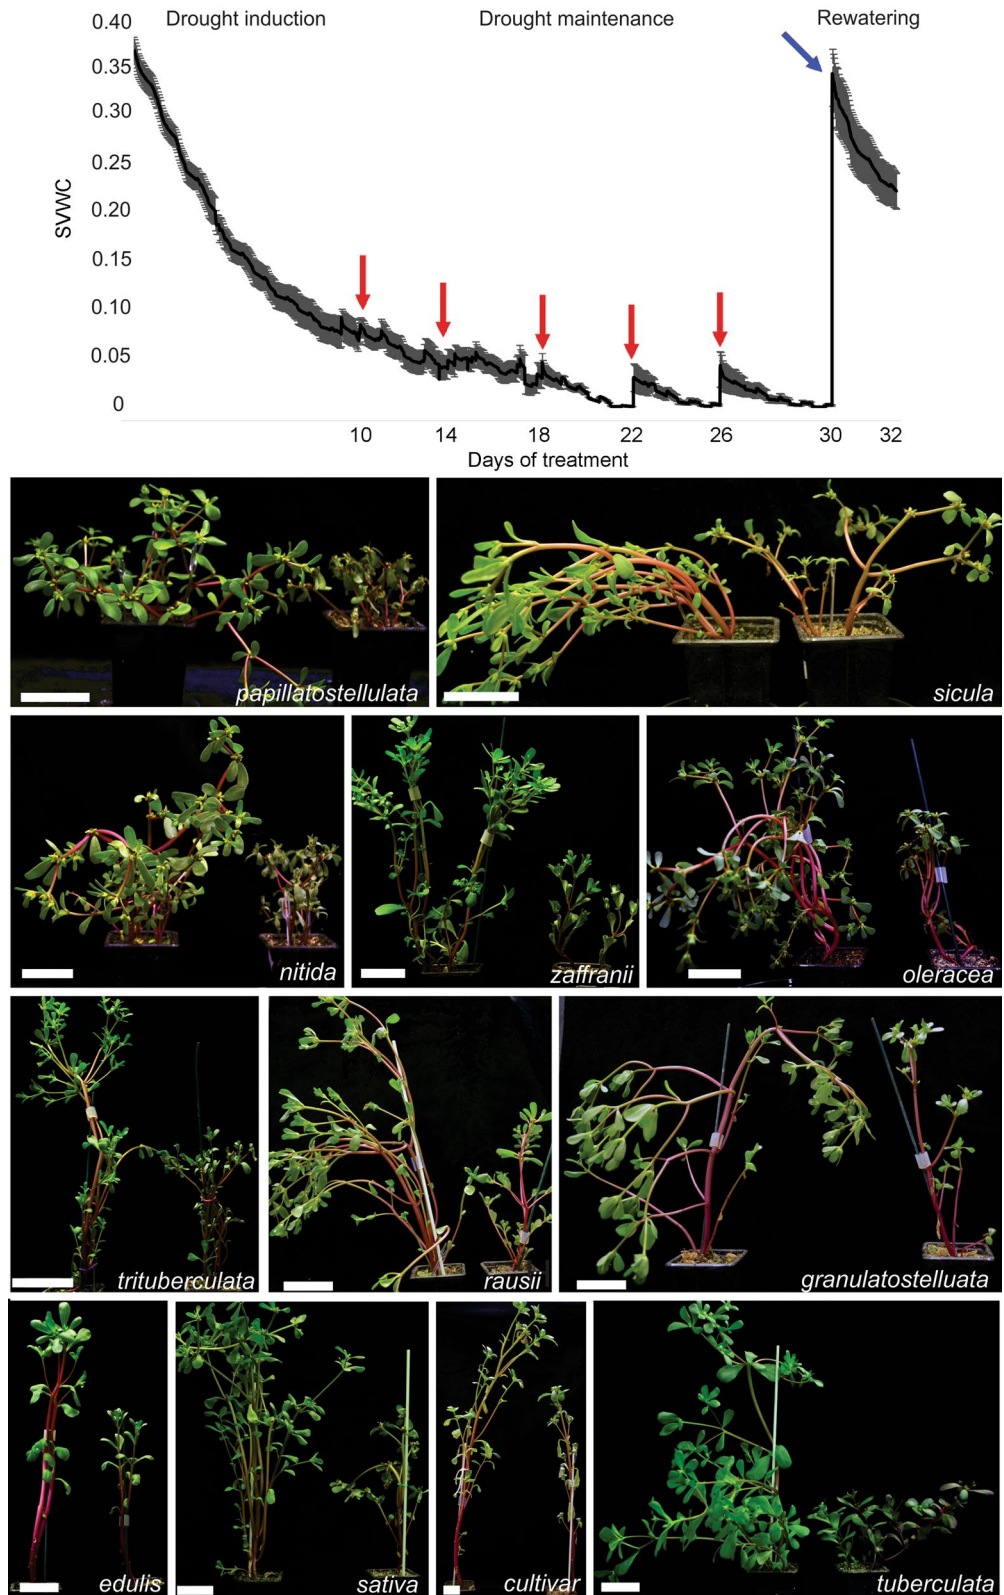 Drought induction Drought maintenance Rewatering
0.40
0.35
0.30
0.25
0.20
0.15
0.10
0.05
0
SVWC
10 14 18 22 26 30 32
Days of treatment
papillatostellulata sicula
nitida zaffranii oleracea
trituberculata rausii granulatostelluata
edulis sativa cultivar tuberculata